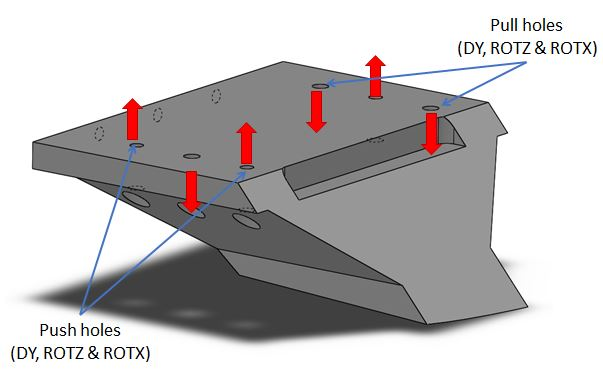 Pull holes
(DY, ROTZ & ROTX)
Push holes
(DY, ROTZ & ROTX)